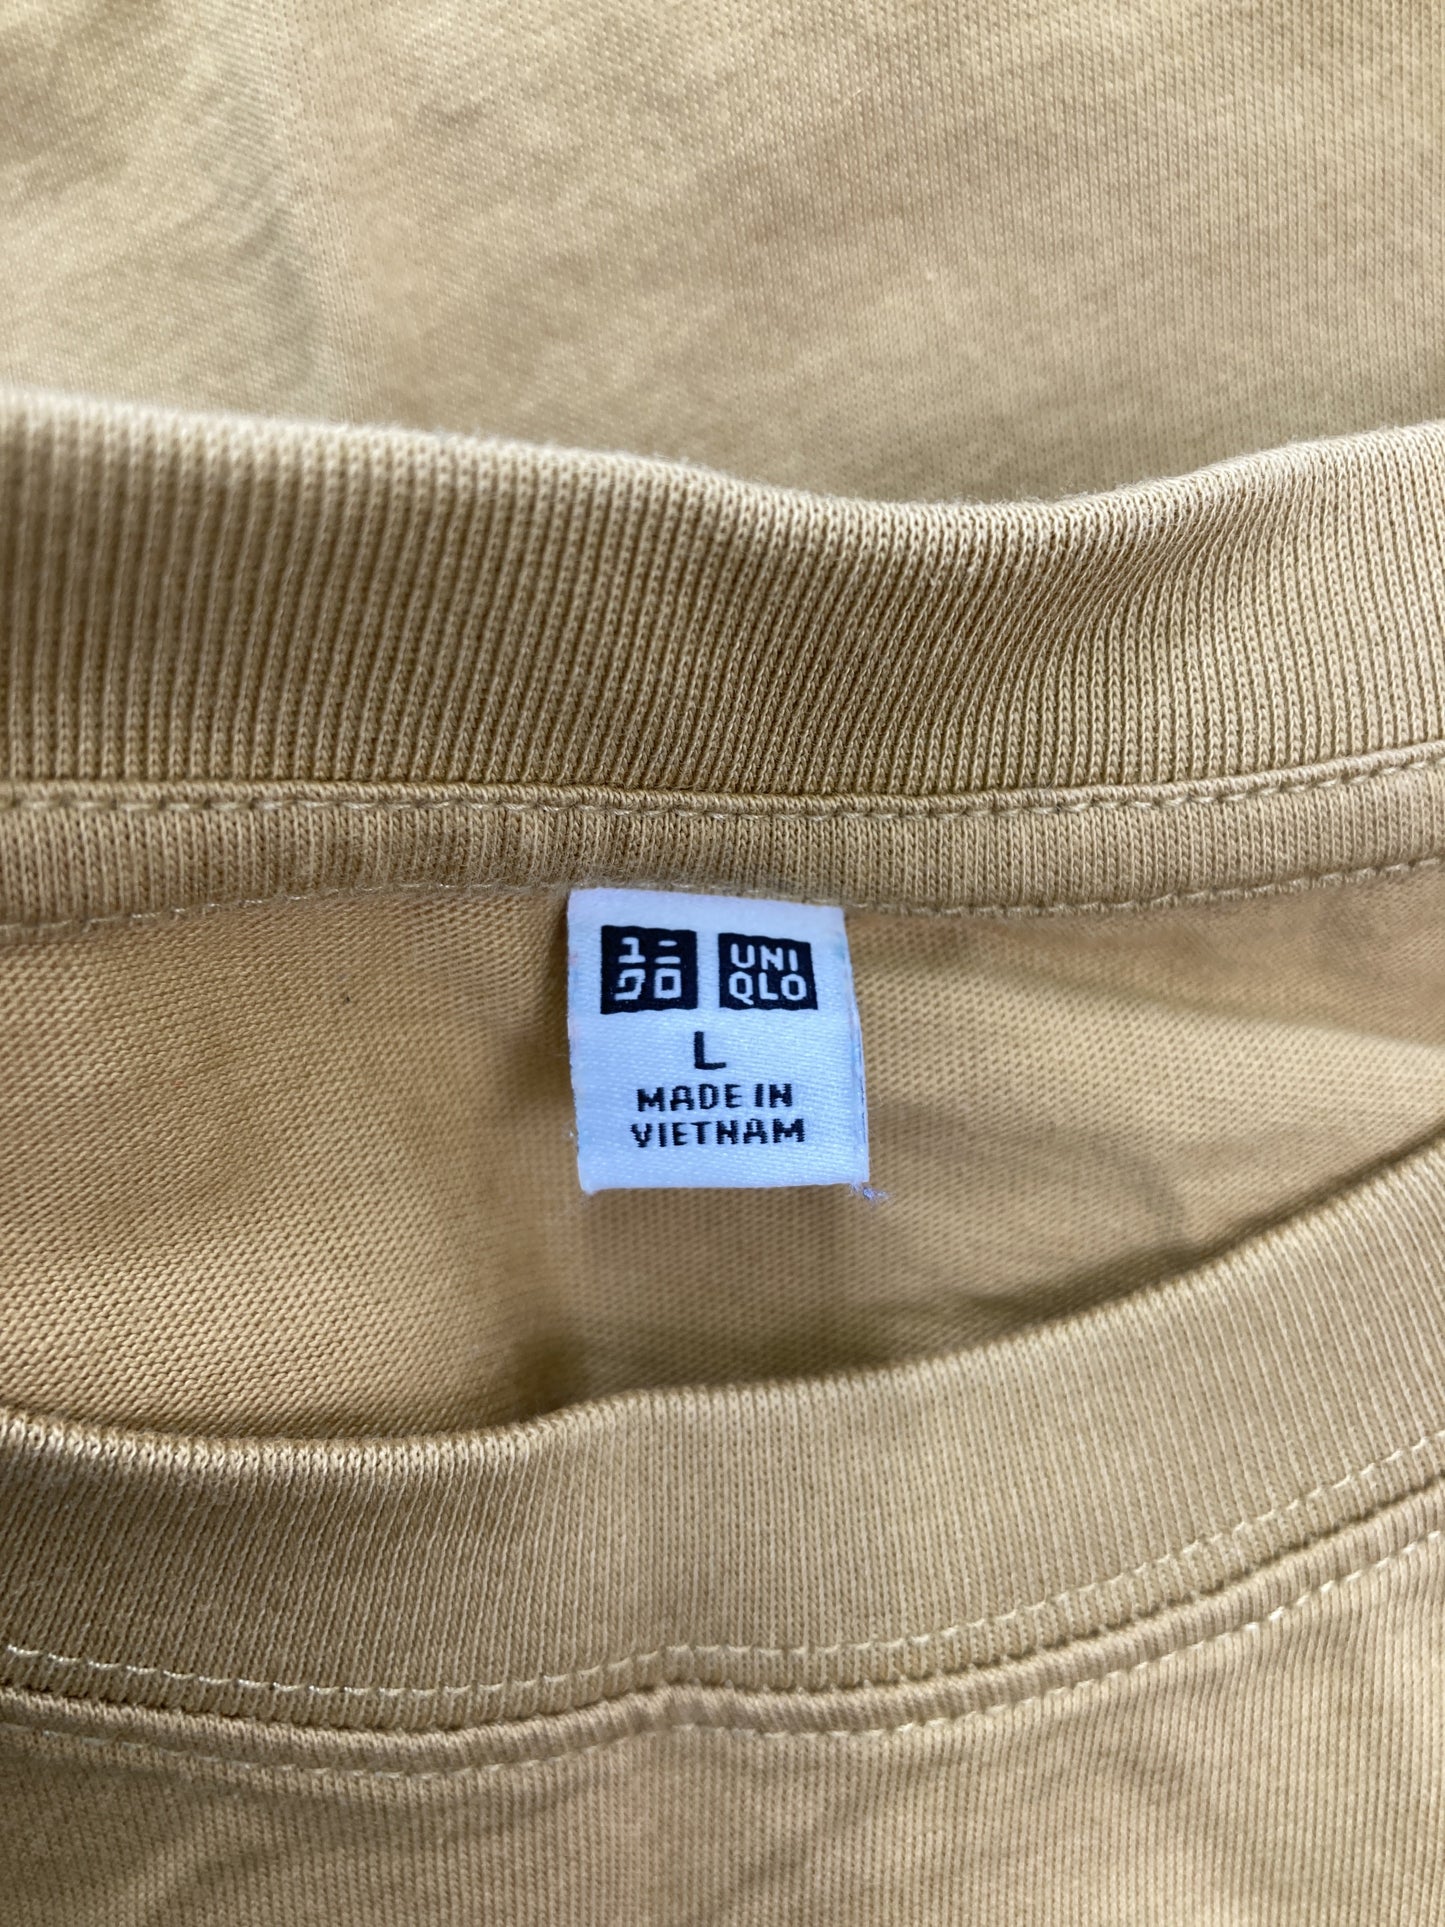 ユニ UNI
クロ QLO
L
MADE IN
VIETNAM